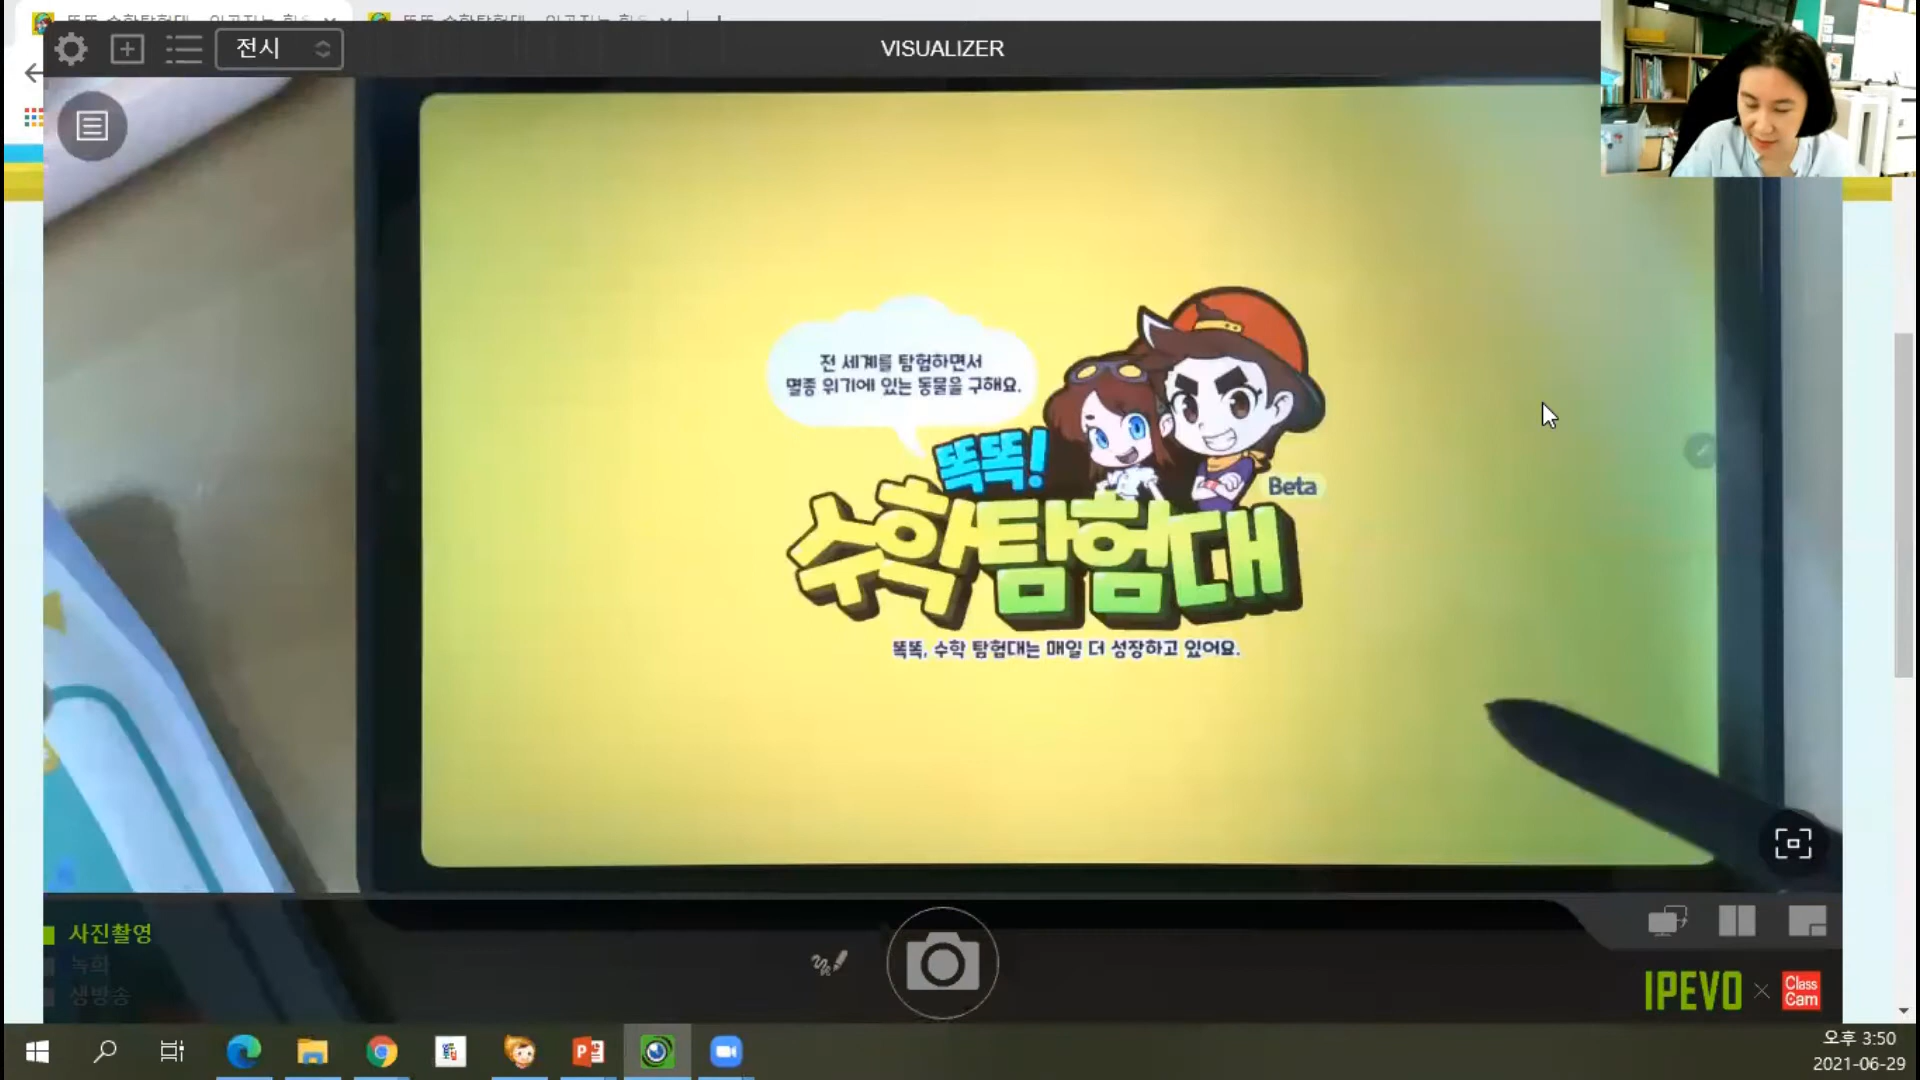 전시
VISUALIZER
전 세계를 탐험하면서
멸종 위기에 있는 동물을 구해요.
똑똑!
수학탐험대
Beta
똑똑, 수학 탐험대는 매일 더 성장하고 있어요.
사진촬영
녹화
생방송
IPEVO × Class Cam
오후 3:50
2021-06-29